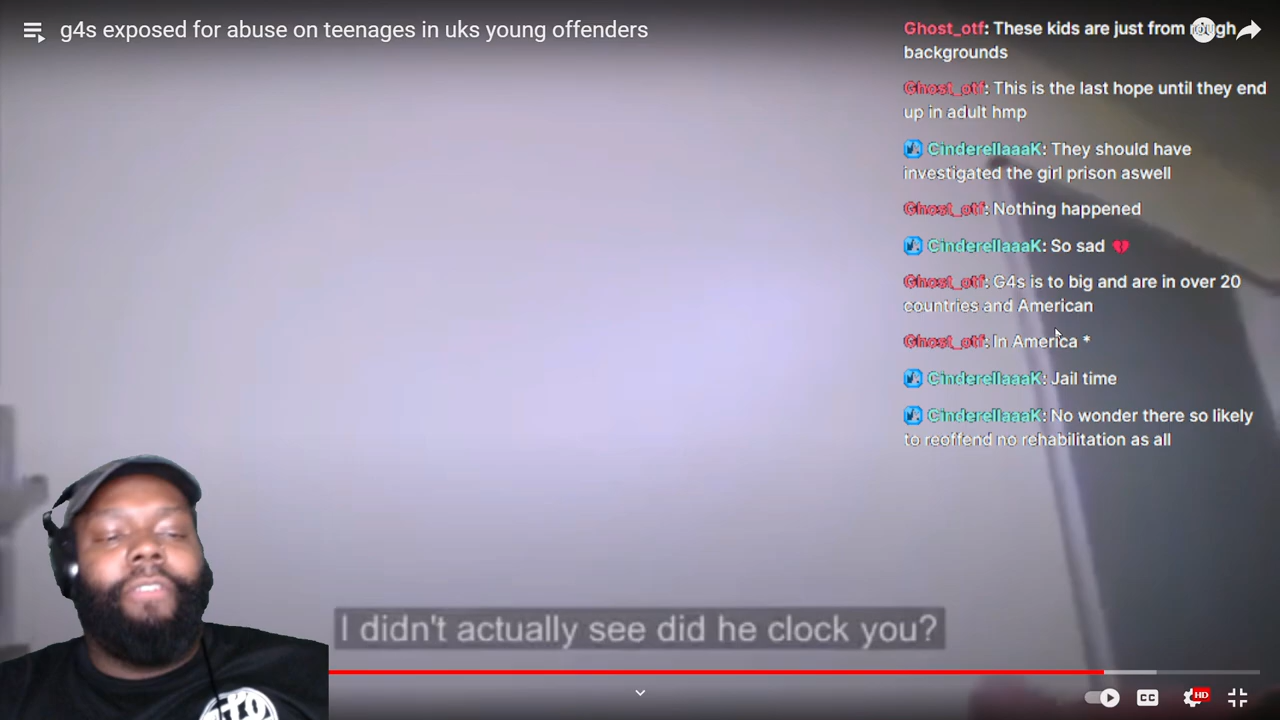 g4s exposed for abuse on teenages in uks young offenders
Ghost_otf: These kids are just from rough
backgrounds
Ghost_otf: This is the last hope until they end
up in adult hmp
CinderellaaaK: They should have
investigated the girl prison aswell
Ghost_otf: Nothing happened
CinderellaaaK: So sad 💔
Ghost_otf: G4s is to big and are in over 20
countries and American
Ghost_otf: In America *
CinderellaaaK: Jail time
CinderellaaaK: No wonder there so likely
to reoffend no rehabilitation as all
I didn't actually see did he clock you?
CC
HD